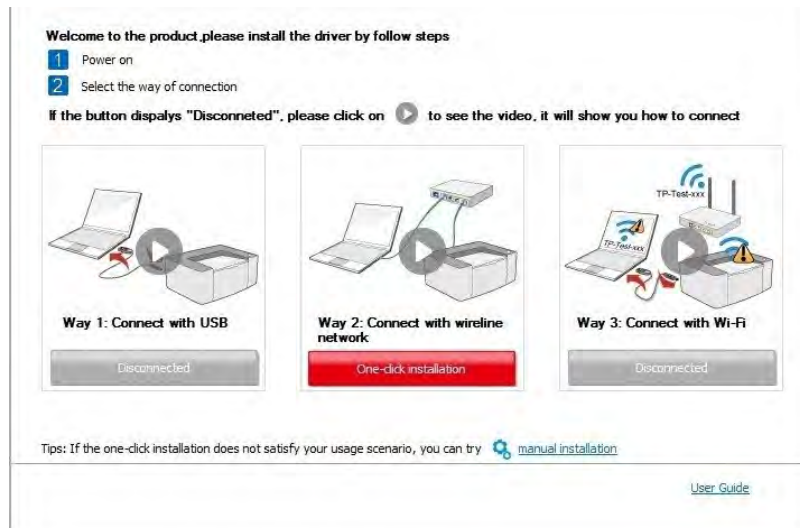 Welcome to the product,please install the driver by follow steps
1 Power on
2 Select the way of connection
If the button dispalys "Disconneted", please click on to see the video, it will show you how to connect
TP-Test-xxx
TP-Test-xxx
Way 1: Connect with USB
Way 2: Connect with wireline
network
Way 3: Connect with Wi-Fi
Disconnected
One-click installation
Disconnected
Tips: If the one-click installation does not satisfy your usage scenario, you can try manual installation
User Guide